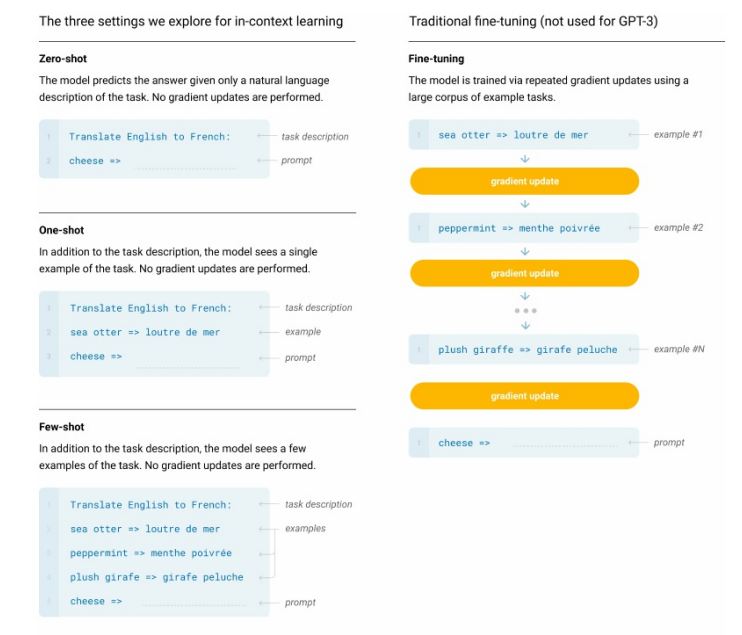 The three settings we explore for in-context learning
Zero-shot
The model predicts the answer given only a natural language
description of the task. No gradient updates are performed.
1 Translate English to French: task description
2 cheese => prompt
One-shot
In addition to the task description, the model sees a single
example of the task. No gradient updates are performed.
1 Translate English to French: task description
2 sea otter => loutre de mer example
3 cheese => prompt
Few-shot
In addition to the task description, the model sees a few
examples of the task. No gradient updates are performed.
Translate English to French: task description
sea otter => loutre de mer examples
peppermint => menthe poivrée
plush girafe => girafe peluche
cheese => prompt
Traditional fine-tuning (not used for GPT-3)
Fine-tuning
The model is trained via repeated gradient updates using a
large corpus of example tasks.
1 sea otter => loutre de mer example #1
gradient update
1 peppermint => menthe poivrée example #2
gradient update
1 plush giraffe => girafe peluche example #N
gradient update
1 cheese => prompt